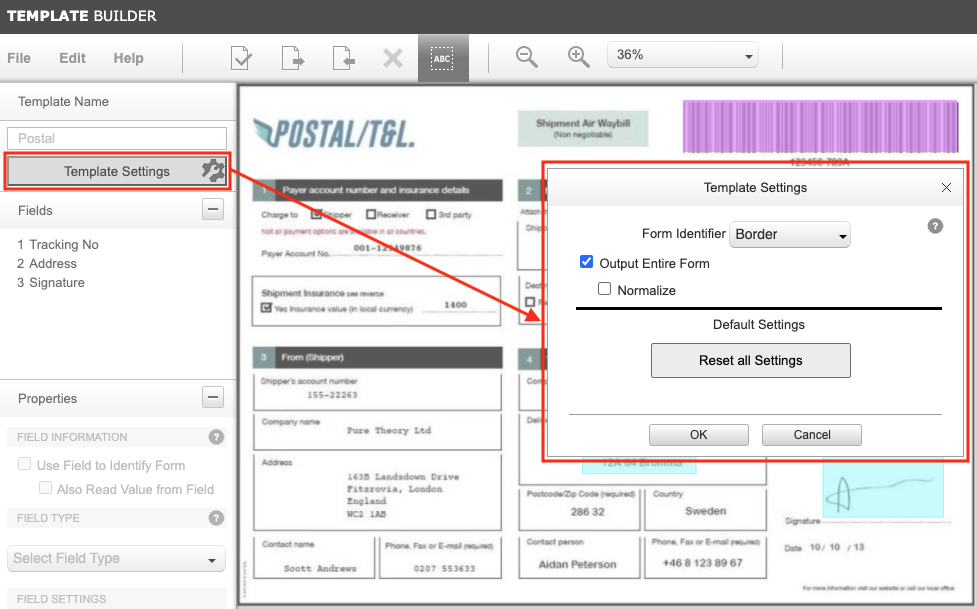 TEMPLATE BUILDER
File Edit Help
ABC
36%
Template Name
Postal
Template Settings
Fields
1 Tracking No
2 Address
3 Signature
Properties
FIELD INFORMATION ?
Use Field to Identify Form
Also Read Value from Field
FIELD TYPE ?
Select Field Type
FIELD SETTINGS
POSTAL/T&L.
Shipment Air Waybill
(Non negotiable)
1 Payer account number and insurance details
Charge to Shipper Receiver 3rd party
Not all payment options are available in all countries.
Payer Account No. 001-12349876
Shipment Insurance see reverse
Yes Insurance value (in local currency) 1400
3 From (Shipper)
Shipper's account number
155-22263
Company name
Pure Theory Ltd
Address
163B Landsdown Drive
Fitzrovia, London
England
WC2 1AB
Contact name
Scott Andrews
Phone, Fax or E-mail (required)
0207 553633
2
4
Template Settings
Form Identifier Border ?
Output Entire Form
Normalize
Default Settings
Reset all Settings
OK Cancel
Postcode/Zip Code (required)
286 32
Country
Sweden
Contact person
Aidan Peterson
Phone, Fax or E-mail (required)
+46 8 123 89 67
Signature
Date 10/ 10 / 13
For more information visit our website or call our local office